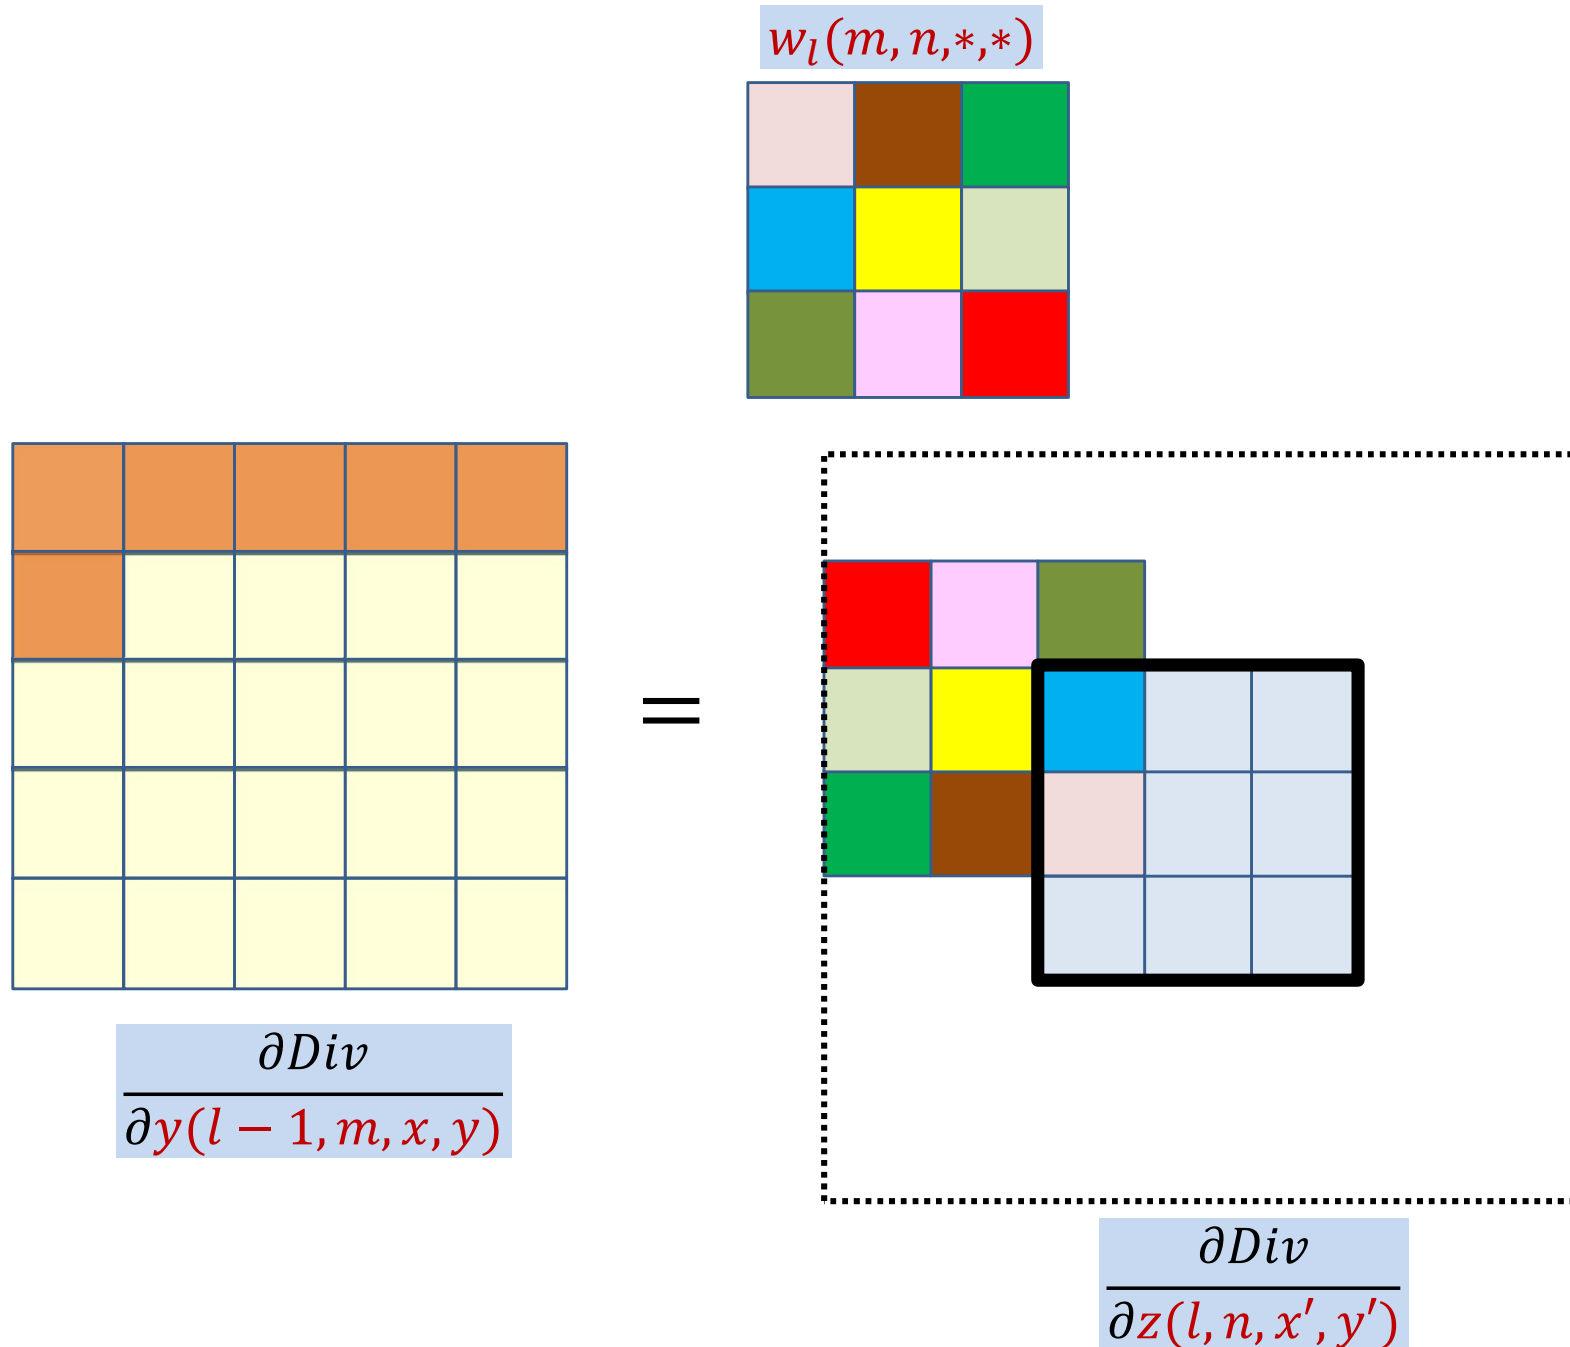 w_l(m, n,∗,∗)
=
∂Div
∂y(l − 1, m, x, y)
∂Div
∂z(l, n, x′, y′)